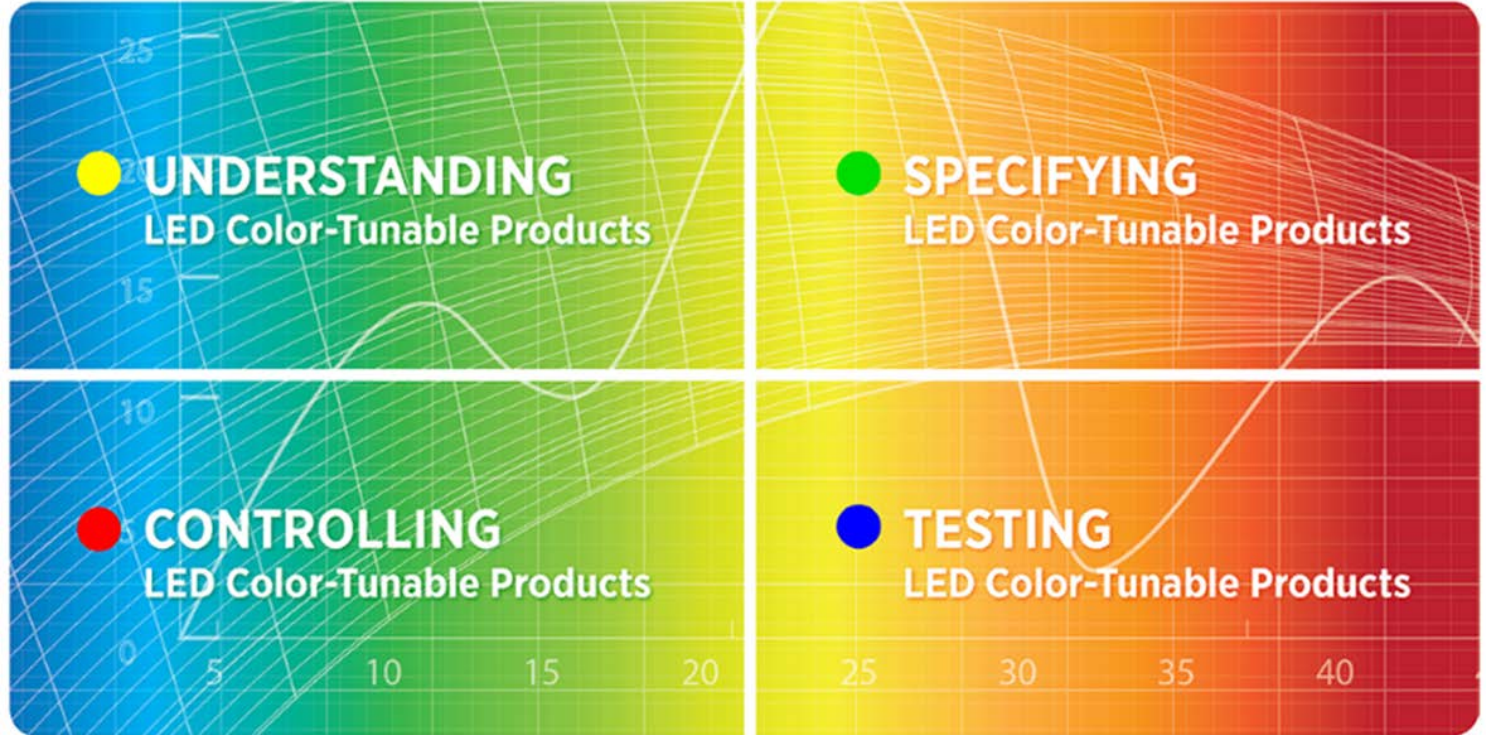 25
20 UNDERSTANDING
LED Color-Tunable Products
15
SPECIFYING
LED Color-Tunable Products
10
CONTROLLING
LED Color-Tunable Products
0
5 10 15 20
TESTING
LED Color-Tunable Products
25 30 35 40